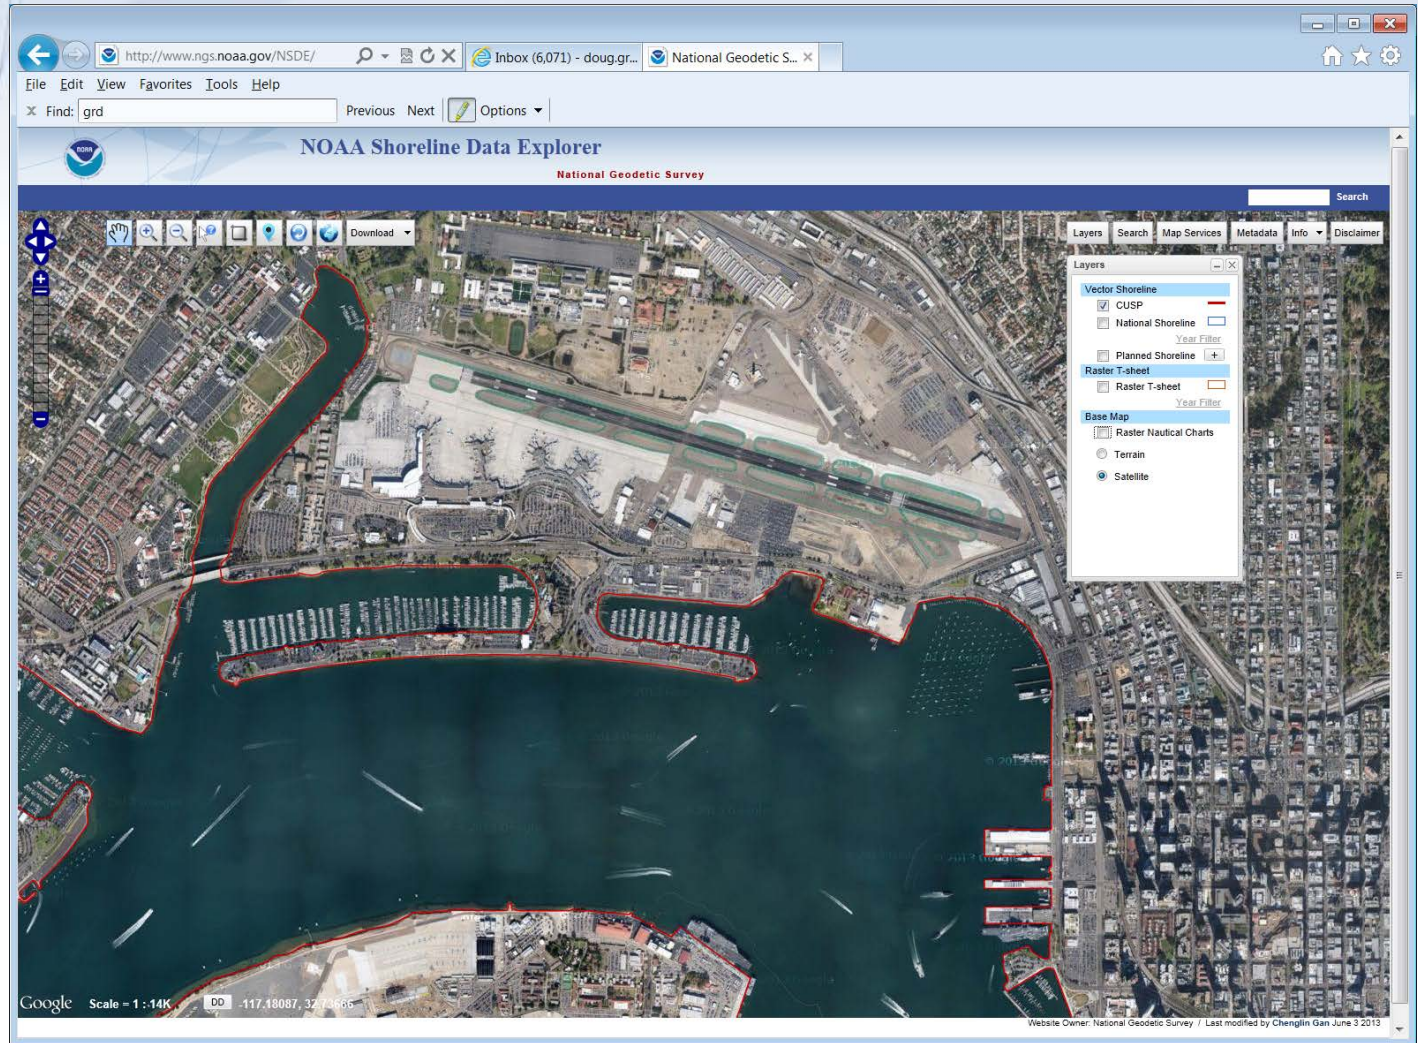 http://www.ngs.noaa.gov/NSDE/
Inbox (6,071) - doug.gr...
National Geodetic S...
File Edit View Favorites Tools Help
x Find: grd Previous Next Options
NOAA
NOAA Shoreline Data Explorer
National Geodetic Survey
Search
Download
Layers Search Map Services Metadata Info Disclaimer
Layers
Vector Shoreline
CUSP
National Shoreline
Year Filter
Planned Shoreline +
Raster T-sheet
Raster T-sheet
Year Filter
Base Map
Raster Nautical Charts
Terrain
Satellite
Google Scale = 1 : 14K DD -117.18087, 32.73666
Website Owner: National Geodetic Survey / Last modified by Chenglin Gan June 3 2013